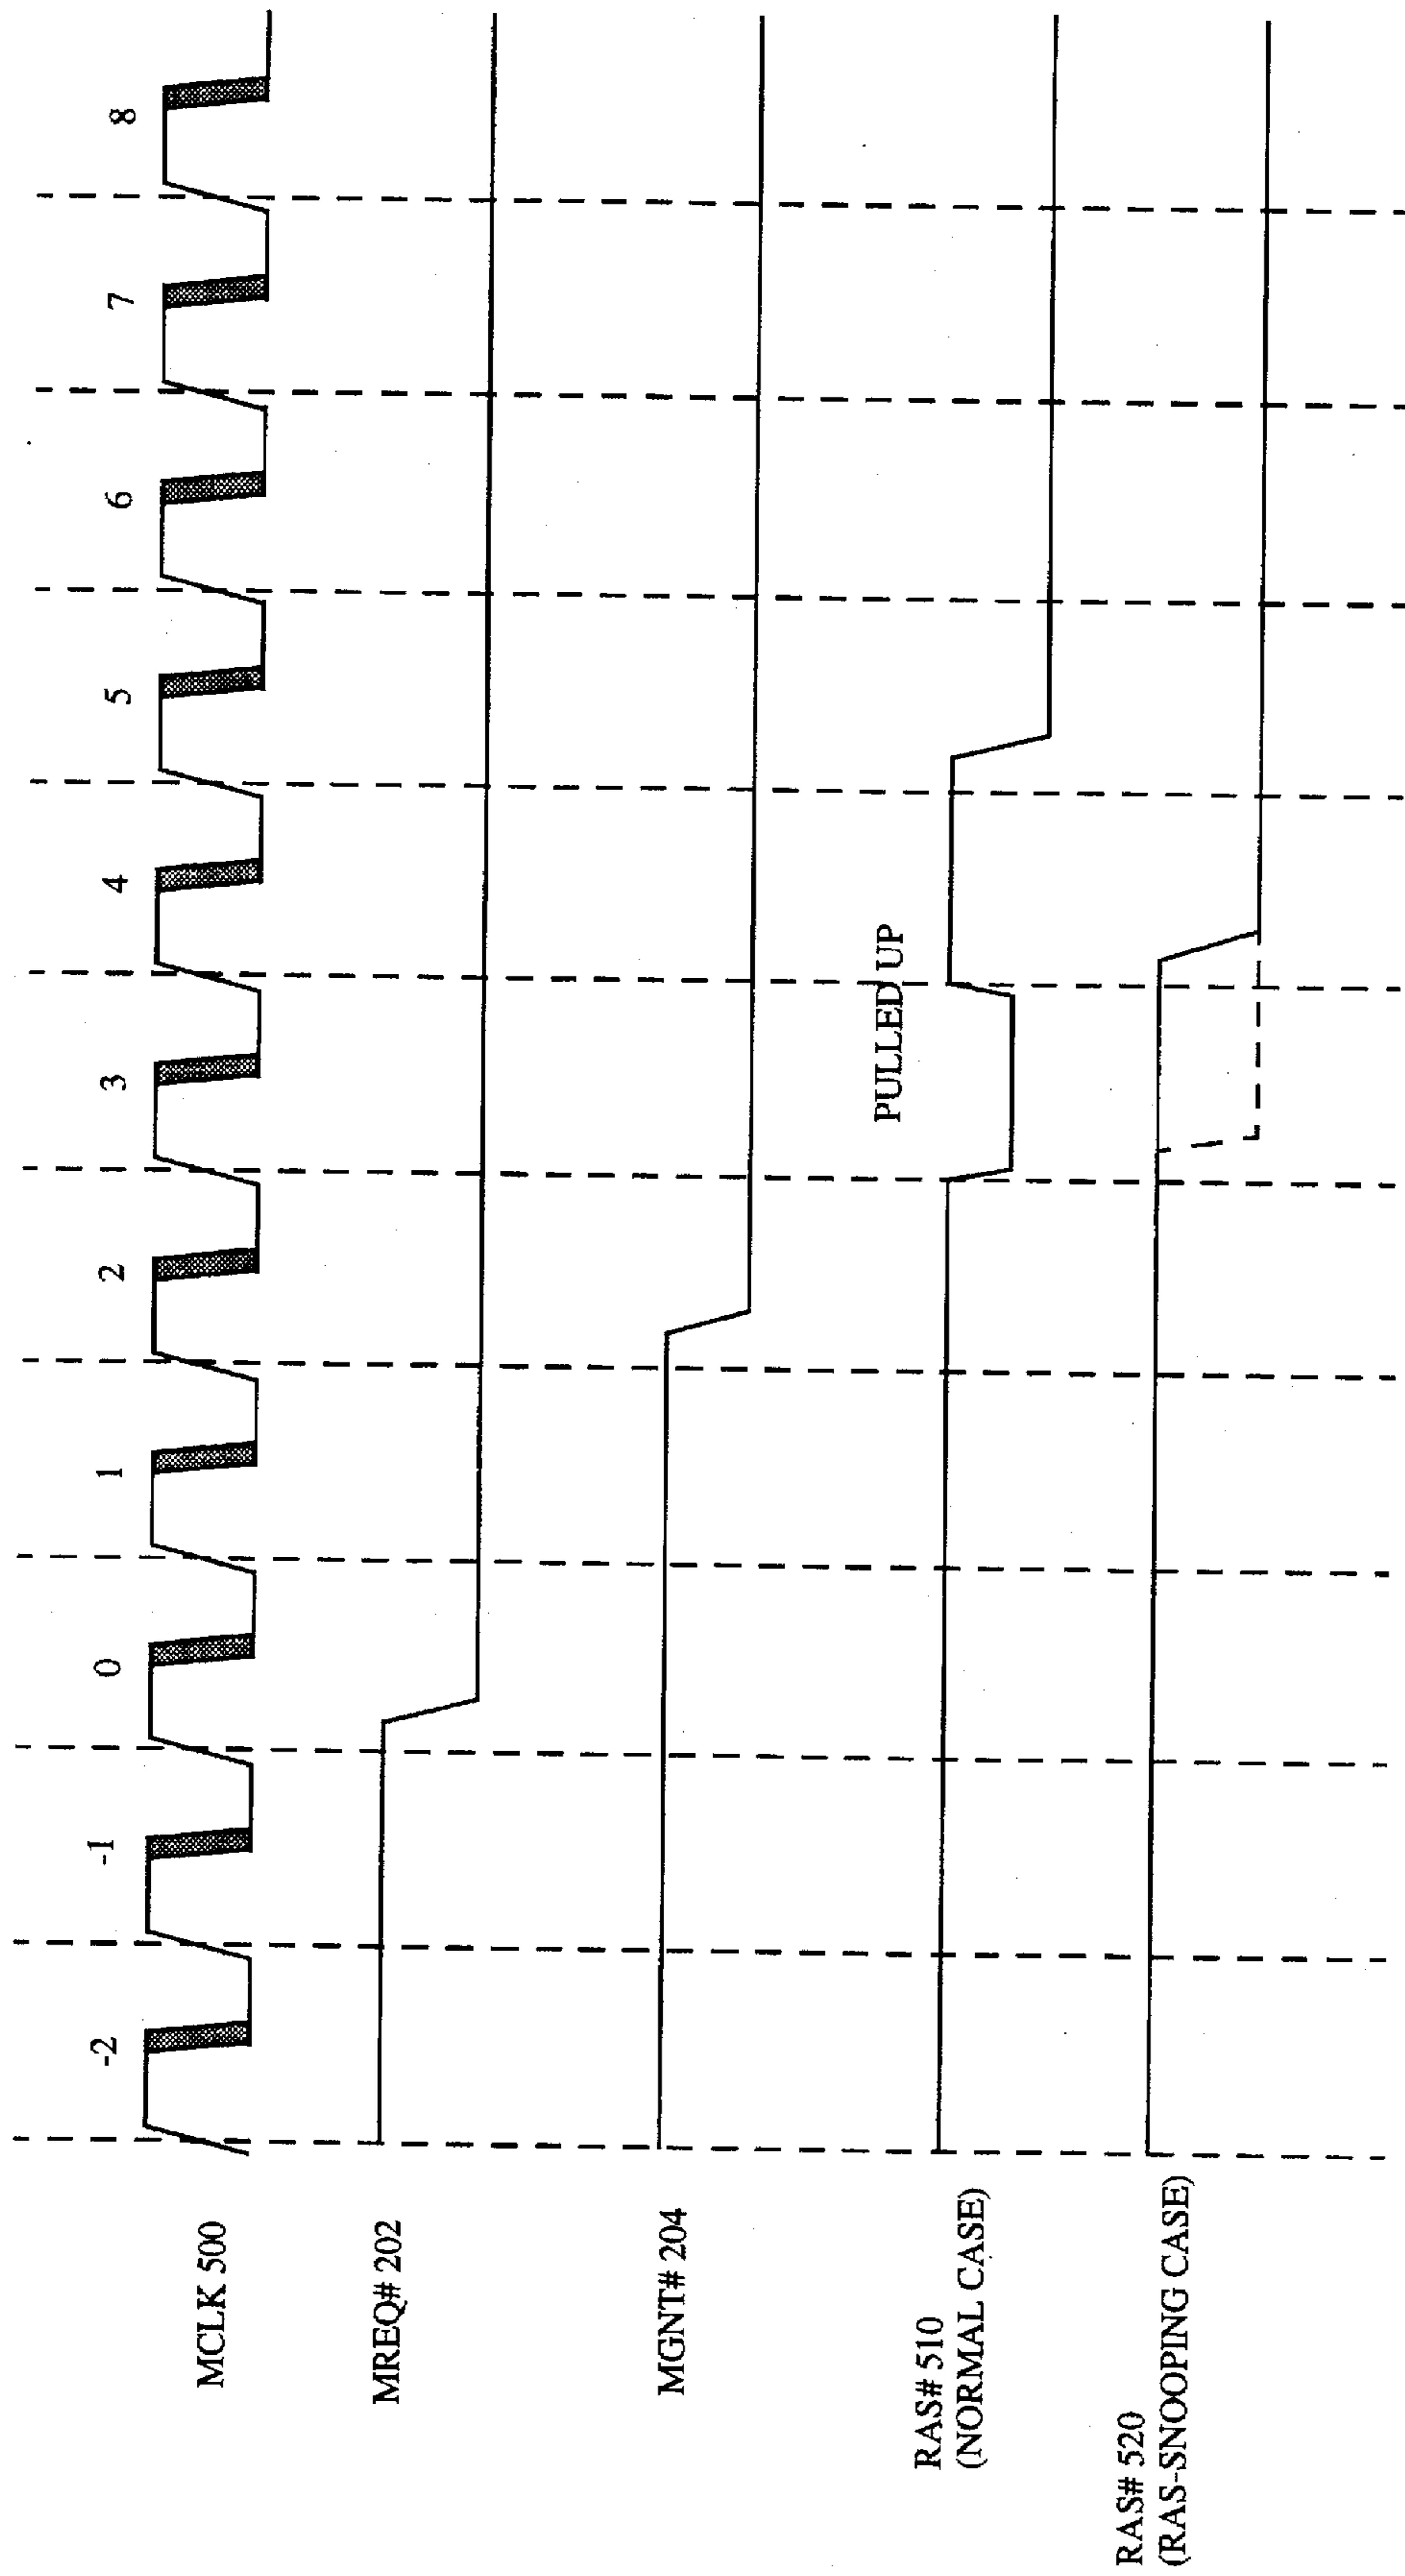 -2 -1 0 1 2 3 4 5 6 7 8
MCLK 500
MREQ# 202
MGNT# 204
PULLED UP
RAS# 510
(NORMAL CASE)
RAS# 520
(RAS-SNOOPING CASE)